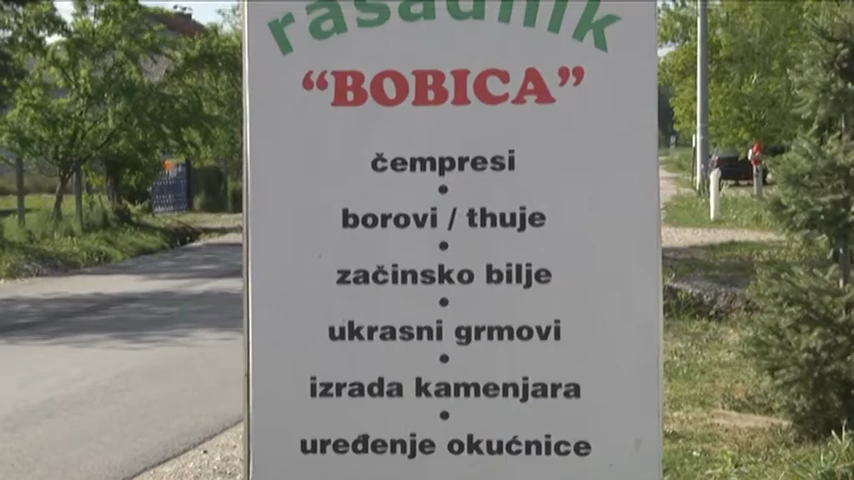 rasadnik
“BOBICA”
čempresi
•
borovi / thuje
•
začinsko bilje
•
ukrasni grmovi
•
izrada kamenjara
•
uređenje okućnice